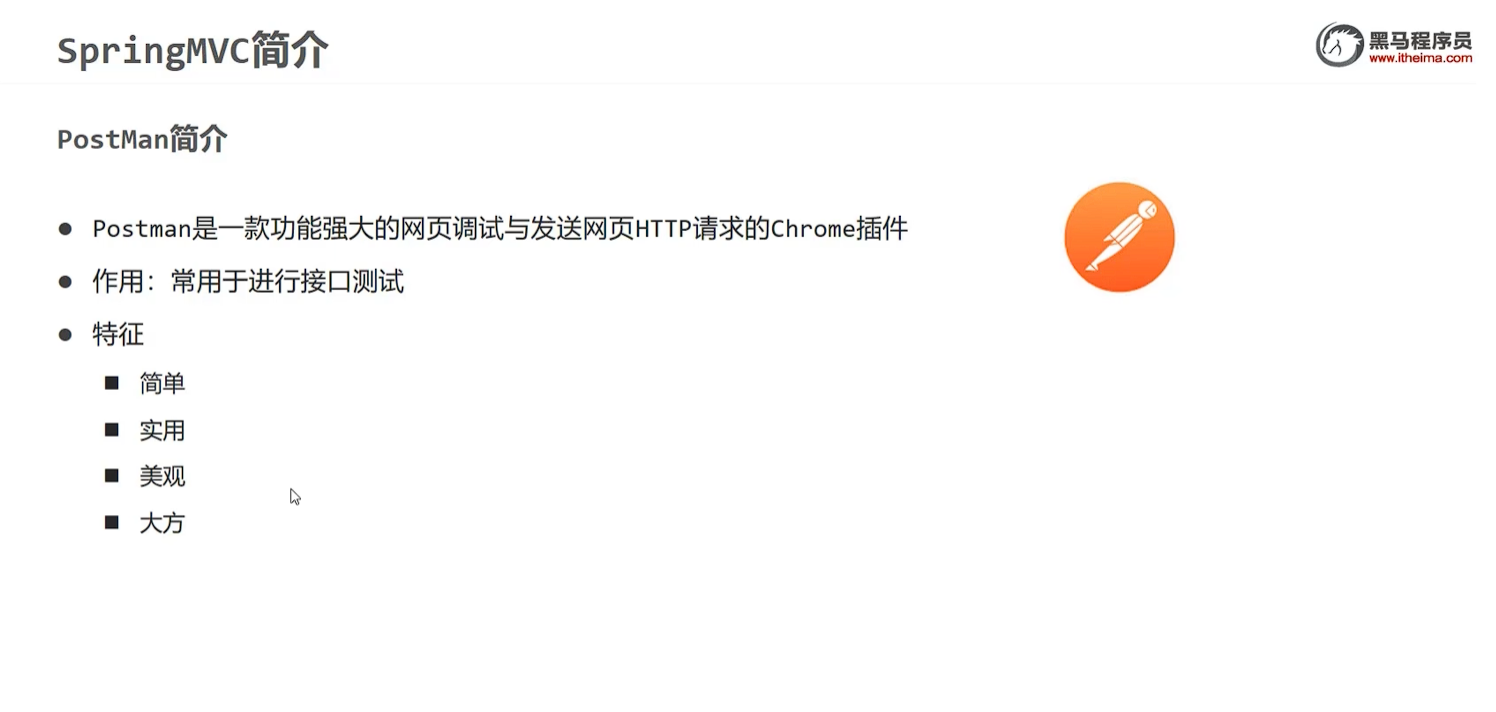 SpringMVC简介
黑马程序员
www.itheima.com
PostMan简介
Postman是一款功能强大的网页调试与发送网页HTTP请求的Chrome插件
作用：常用于进行接口测试
特征
简单
实用
美观
大方